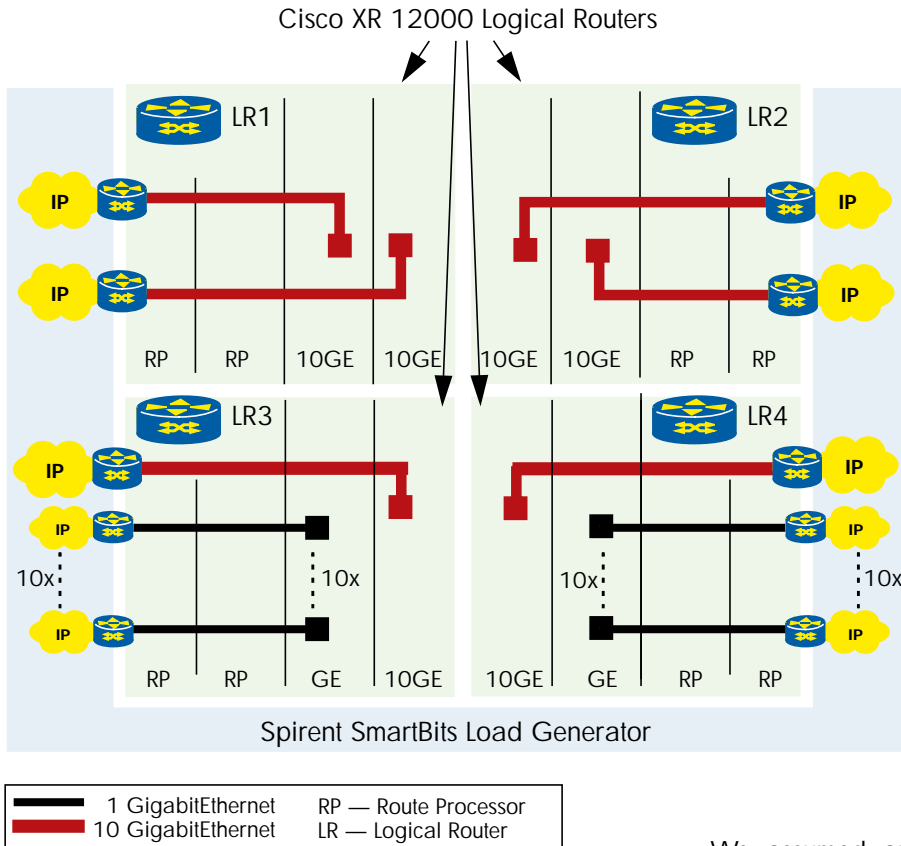 Cisco XR 12000 Logical Routers
LR1
LR2
IP
IP
IP
IP
RP RP 10GE 10GE 10GE 10GE RP RP
LR3
LR4
IP
IP
IP
IP
10x 10x 10x 10x
IP
IP
RP RP GE 10GE 10GE GE RP RP
Spirent SmartBits Load Generator
1 GigabitEthernet RP — Route Processor
10 GigabitEthernet LR — Logical Router